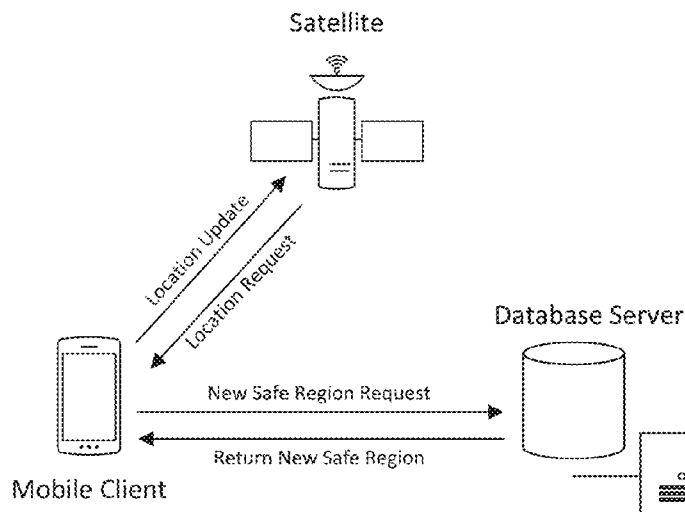 Satellite
Location Update
Location Request
Database Server
New Safe Region Request
Return New Safe Region
Mobile Client